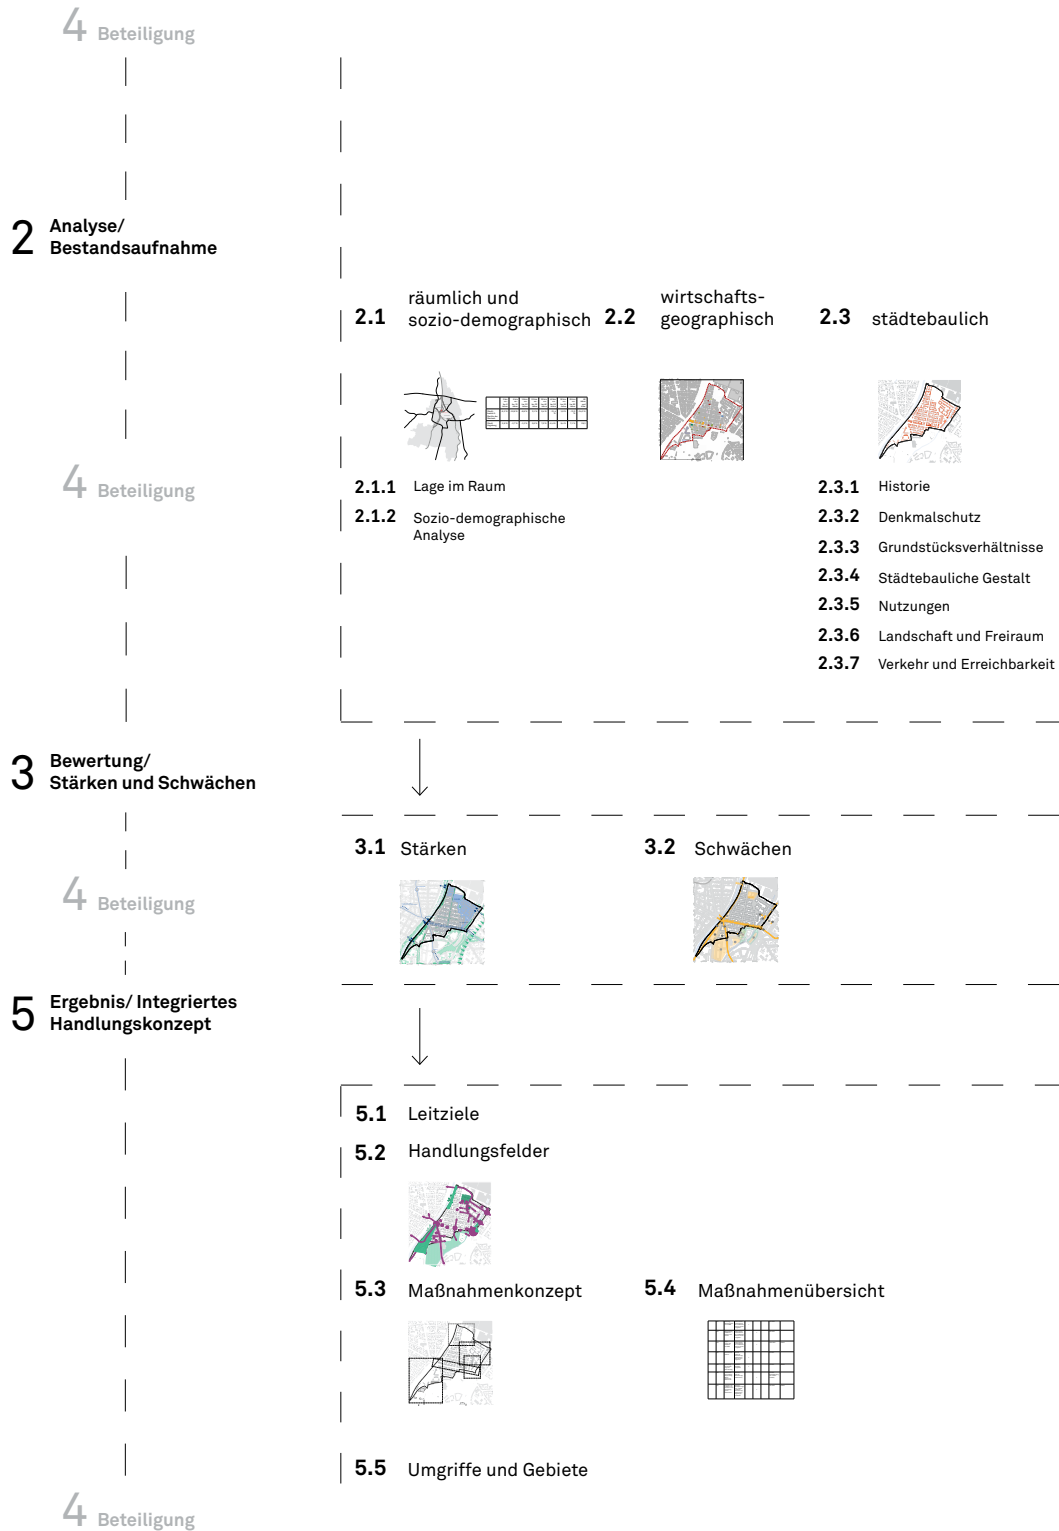 4 Beteiligung
2 Analyse/
Bestandsaufnahme
2.1 räumlich und
sozio-demographisch
2.2 wirtschafts-
geographisch
2.3 städtebaulich
4 Beteiligung
2.1.1 Lage im Raum
2.1.2 Sozio-demographische
Analyse
2.3.1 Historie
2.3.2 Denkmalschutz
2.3.3 Grundstücksverhältnisse
2.3.4 Städtebauliche Gestalt
2.3.5 Nutzungen
2.3.6 Landschaft und Freiraum
2.3.7 Verkehr und Erreichbarkeit
3 Bewertung/
Stärken und Schwächen
3.1 Stärken
3.2 Schwächen
4 Beteiligung
5 Ergebnis/ Integriertes
Handlungskonzept
5.1 Leitziele
5.2 Handlungsfelder
5.3 Maßnahmenkonzept
5.4 Maßnahmenübersicht
5.5 Umgriffe und Gebiete
4 Beteiligung